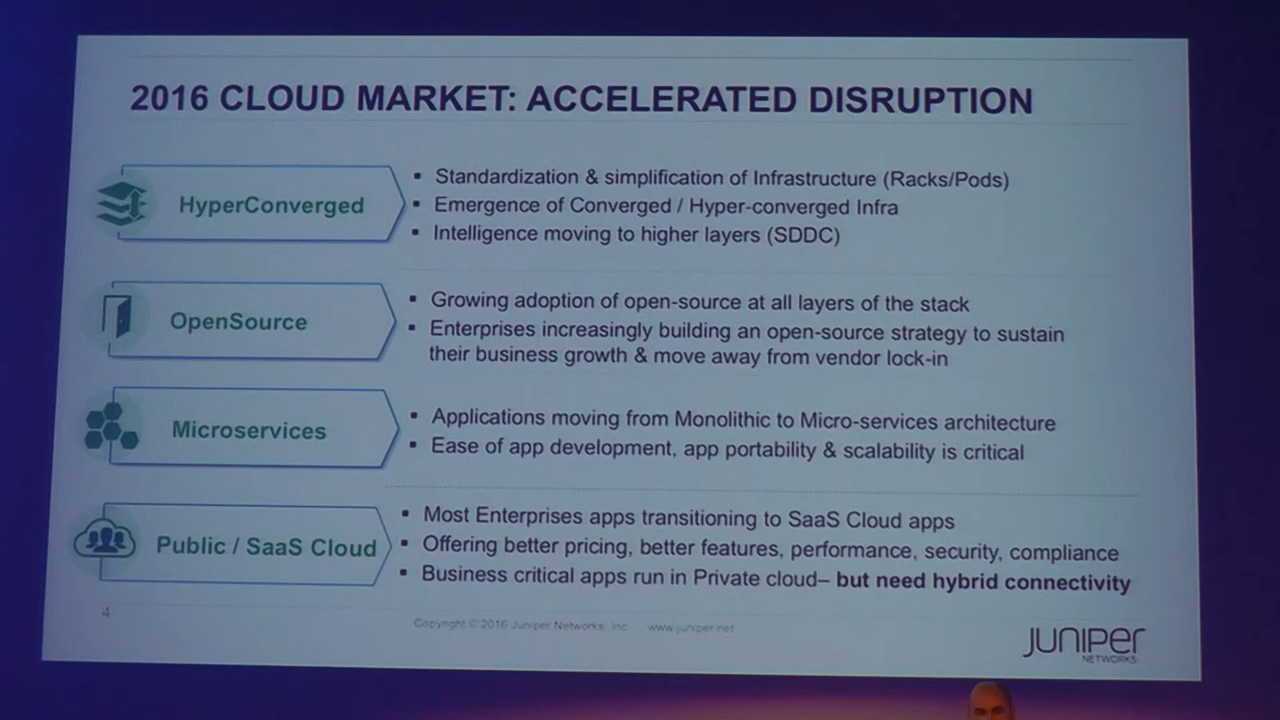 2016 CLOUD MARKET: ACCELERATED DISRUPTION
HyperConverged
▪ Standardization & simplification of Infrastructure (Racks/Pods)
▪ Emergence of Converged / Hyper-converged Infra
▪ Intelligence moving to higher layers (SDDC)
OpenSource
▪ Growing adoption of open-source at all layers of the stack
▪ Enterprises increasingly building an open-source strategy to sustain
their business growth & move away from vendor lock-in
Microservices
▪ Applications moving from Monolithic to Micro-services architecture
▪ Ease of app development, app portability & scalability is critical
Public / SaaS Cloud
▪ Most Enterprises apps transitioning to SaaS Cloud apps
▪ Offering better pricing, better features, performance, security, compliance
▪ Business critical apps run in Private cloud– but need hybrid connectivity
4
Copyright © 2016 Juniper Networks, Inc. www.juniper.net
JUNIPER
NETWORKS